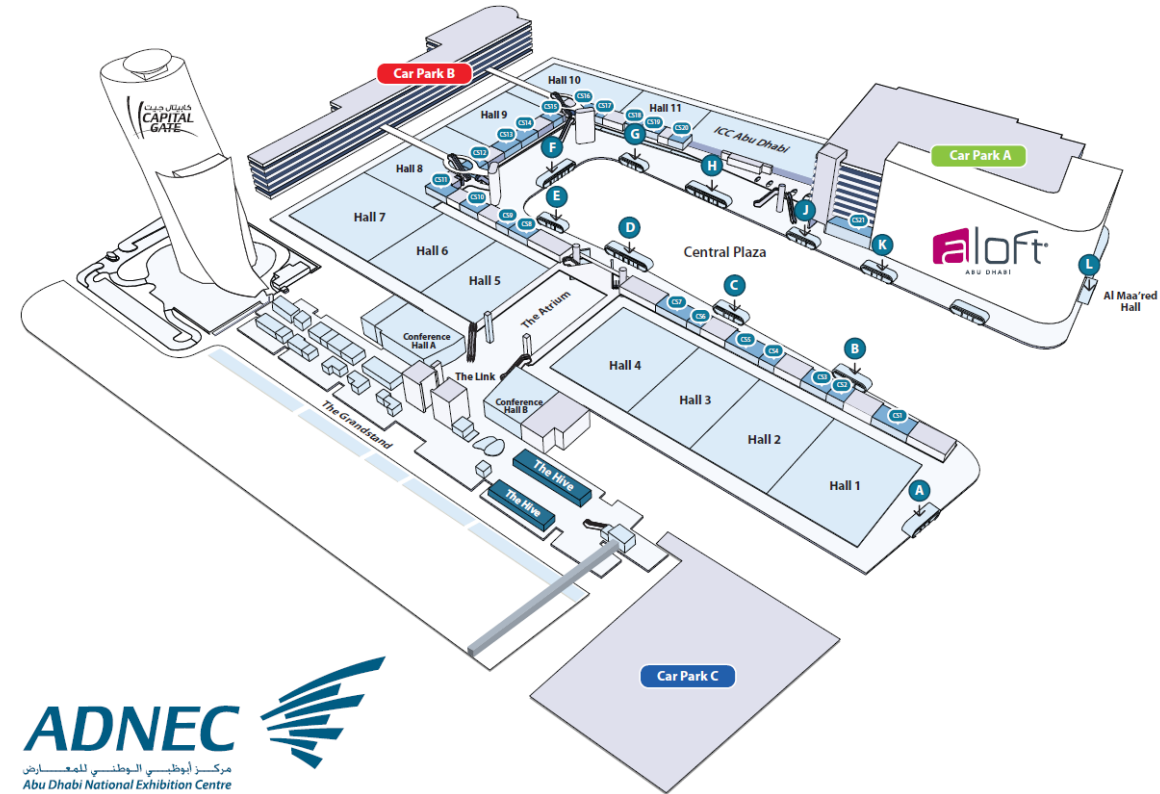 كابيتال جيت
CAPITAL
GATE
Car Park B
Hall 10
Hall 11
ICC Abu Dhabi
Hall 9
Hall 8
Hall 7
Hall 6
Hall 5
CS16
CS17
CS15
CS18
CS19
CS20
CS14
CS13
CS12
CS11
CS10
CS9
CS8
F
G
H
E
D
J
K
L
Car Park A
CS21
aloft
ABU DHABI
Al Maa'red
Hall
Central Plaza
C
B
A
The Atrium
CS7
CS6
CS5
CS4
CS3
CS2
CS1
Conference
Hall A
The Link
Conference
Hall B
Hall 4
Hall 3
Hall 2
Hall 1
The Grandstand
The Hive
The Hive
Car Park C
ADNEC
مركز أبوظبي الوطني للمعارض
Abu Dhabi National Exhibition Centre